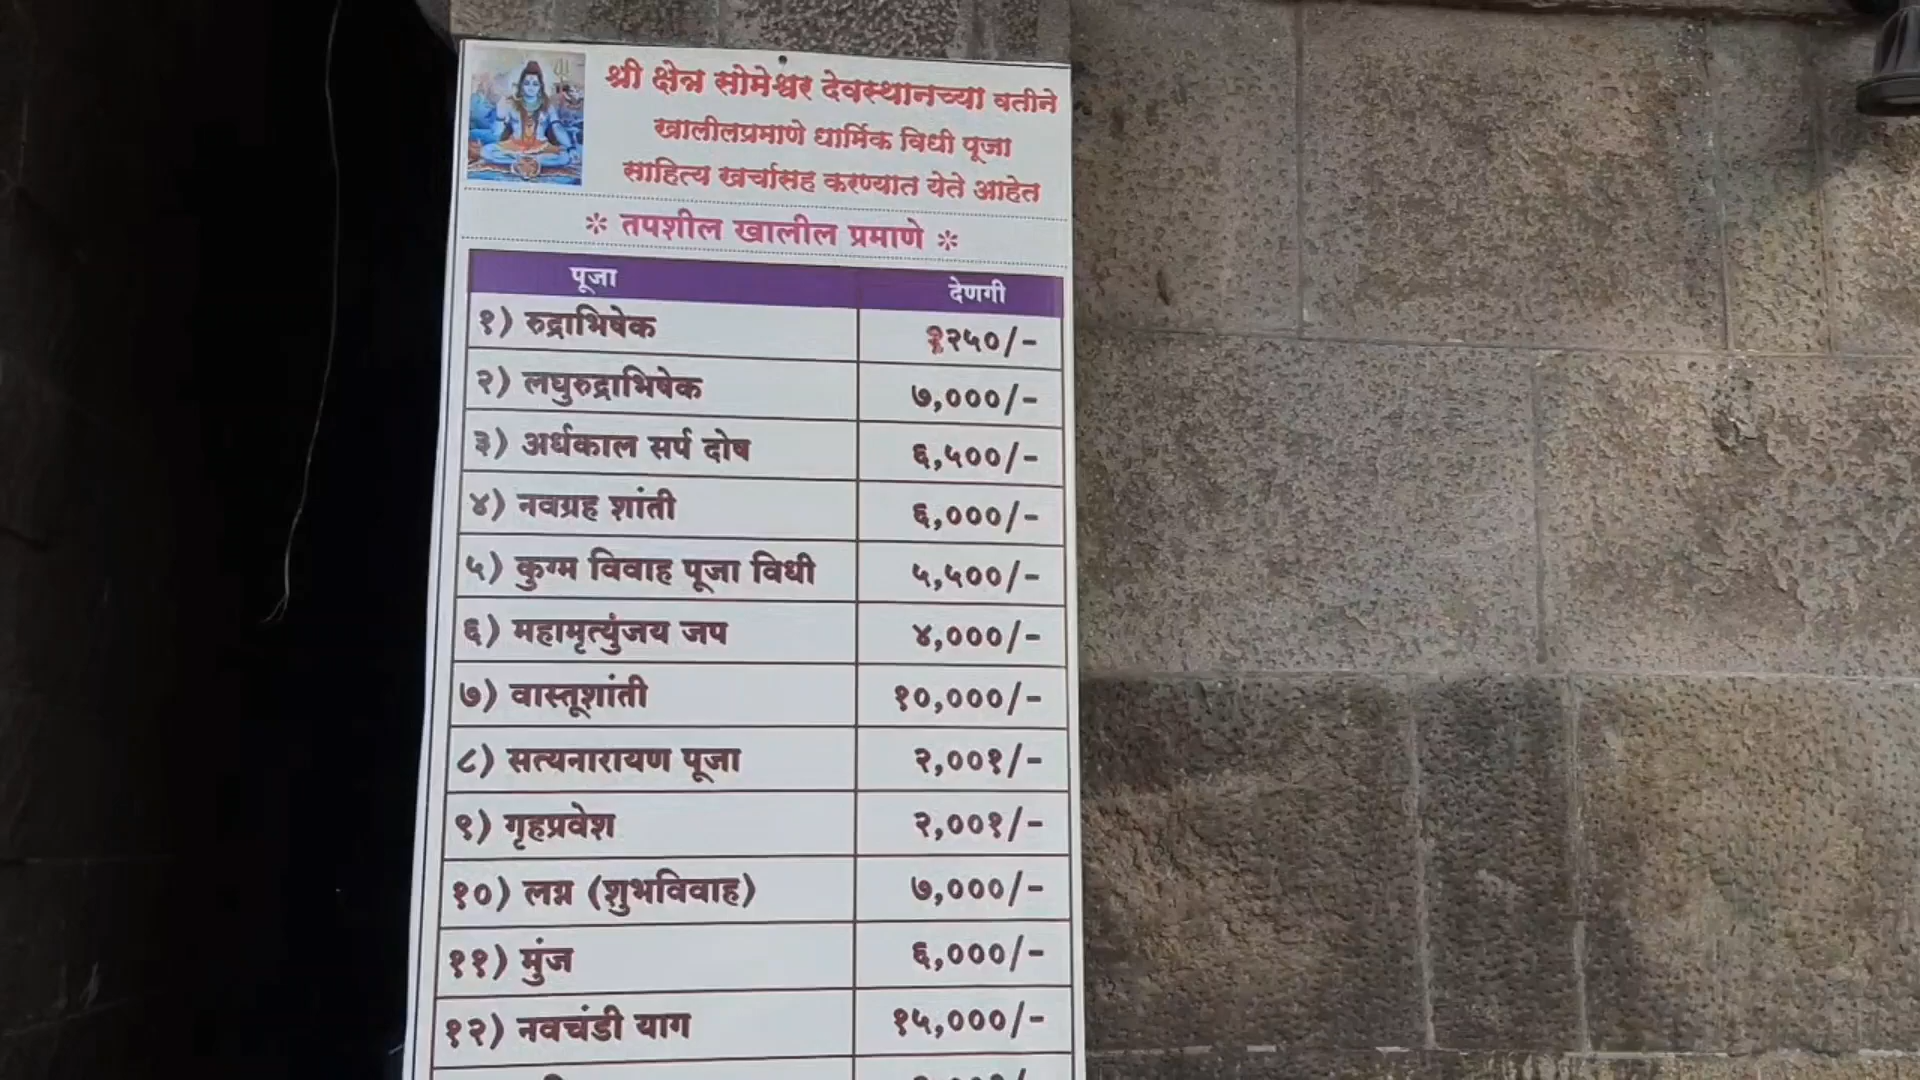 श्री क्षेत्र सोमेश्वर देवस्थानच्या वतीने
खालीलप्रमाणे धार्मिक विधी पूजा
साहित्य खर्चासह करण्यात येते आहेत
* तपशील खालील प्रमाणे *
पूजा देणगी
१) रुद्राभिषेक १२५०/-
२) लघुरुद्राभिषेक ७,०००/-
३) अर्धकाल सर्प दोष ६,५००/-
४) नवग्रह शांती ६,०००/-
५) कुग्म विवाह पूजा विधी ५,५००/-
६) महामृत्युंजय जप ४,०००/-
७) वास्तूशांती १०,०००/-
८) सत्यनारायण पूजा २,००१/-
९) गृहप्रवेश २,००१/-
१०) लग्न (शुभविवाह) ७,०००/-
११) मुंज ६,०००/-
१२) नवचंडी याग १५,०००/-